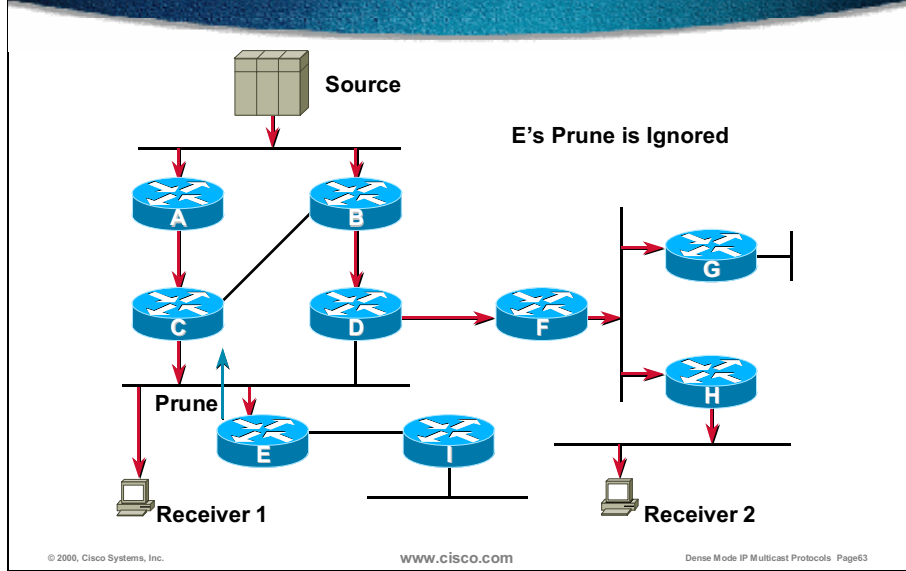 Source
E's Prune is Ignored
A
B
G
C
D
F
H
Prune
E
I
Receiver 1
Receiver 2
© 2000, Cisco Systems, Inc.
www.cisco.com
Dense Mode IP Multicast Protocols Page63